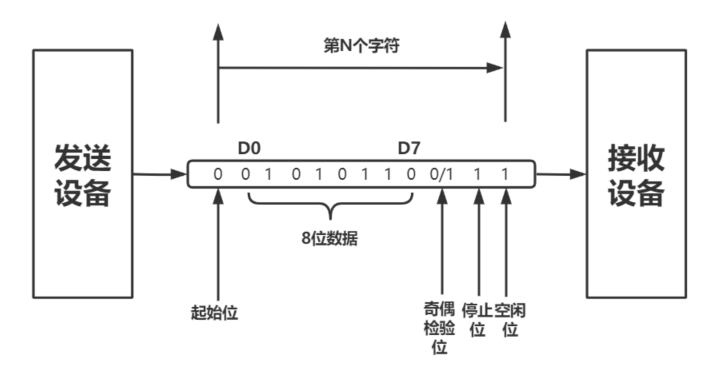 第N个字符
D0
D7
发送
设备
0 0 1 0 1 0 1 1 0 0/1 1 1
接收
设备
8位数据
起始位
奇偶
检验
位
停止
位
空闲
位